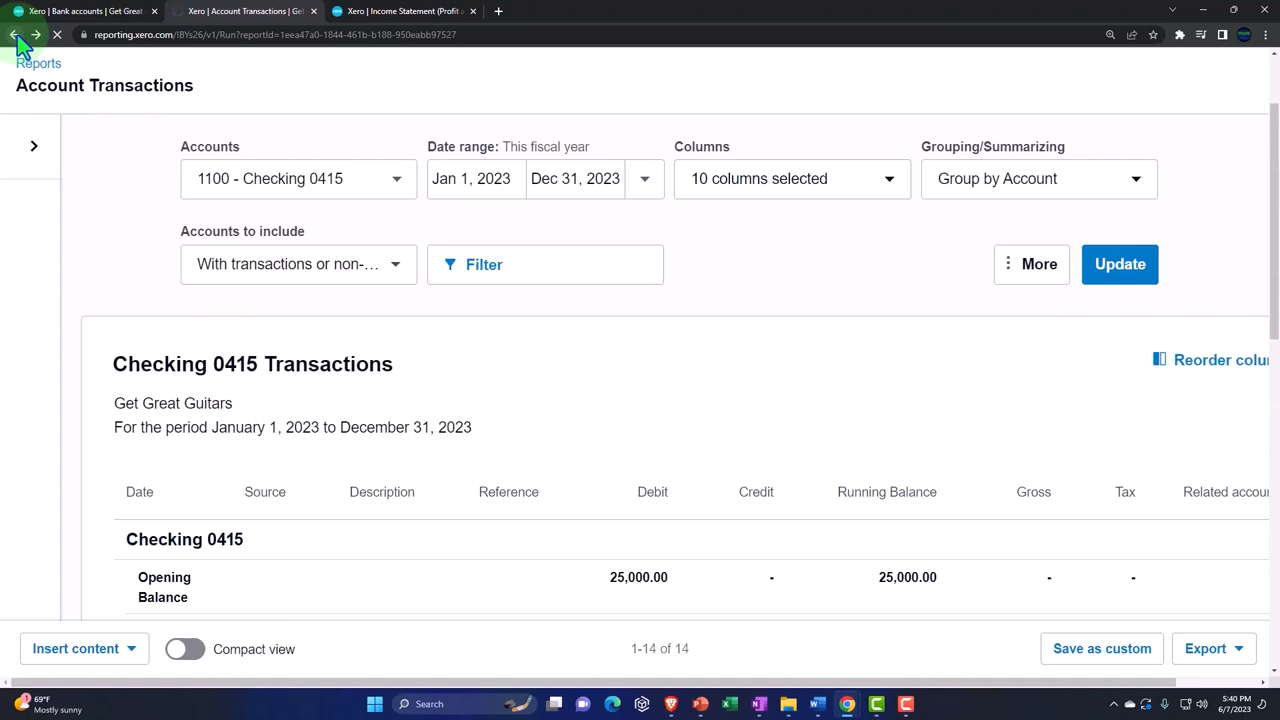 Xero | Bank accounts | Get Great
Xero | Account Transactions | Get
Xero | Income Statement (Profit a
reporting.xero.com/!BYs26/v1/Run?reportId=1eea47a0-1844-461b-b188-950eabb97527
Reports
Account Transactions
Accounts
Date range: This fiscal year
Columns
Grouping/Summarizing
1100 - Checking 0415
Jan 1, 2023
Dec 31, 2023
10 columns selected
Group by Account
Accounts to include
With transactions or non-...
Filter
More
Update
Checking 0415 Transactions
Reorder colu
Get Great Guitars
For the period January 1, 2023 to December 31, 2023
Date Source Description Reference Debit Credit Running Balance Gross Tax Related accou
Checking 0415
Opening Balance 25,000.00 - 25,000.00 - -
Insert content
Compact view
1-14 of 14
Save as custom
Export
69°F
Mostly sunny
Search
5:40 PM
6/7/2023